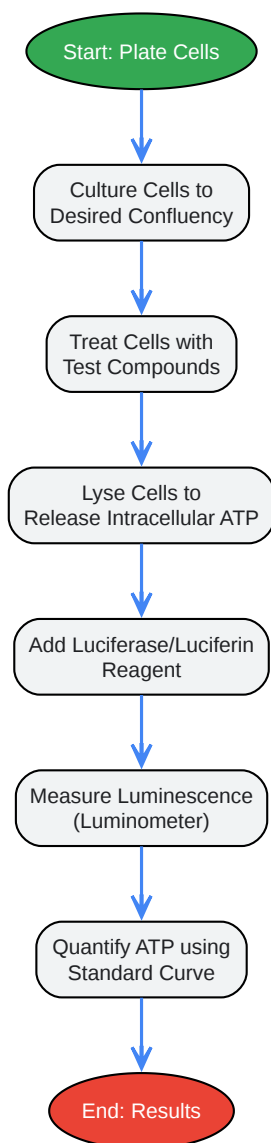 Start: Plate Cells
Culture Cells to
Desired Confluency
Treat Cells with
Test Compounds
Lyse Cells to
Release Intracellular ATP
Add Luciferase/Luciferin
Reagent
Measure Luminescence
(Luminometer)
Quantify ATP using
Standard Curve
End: Results